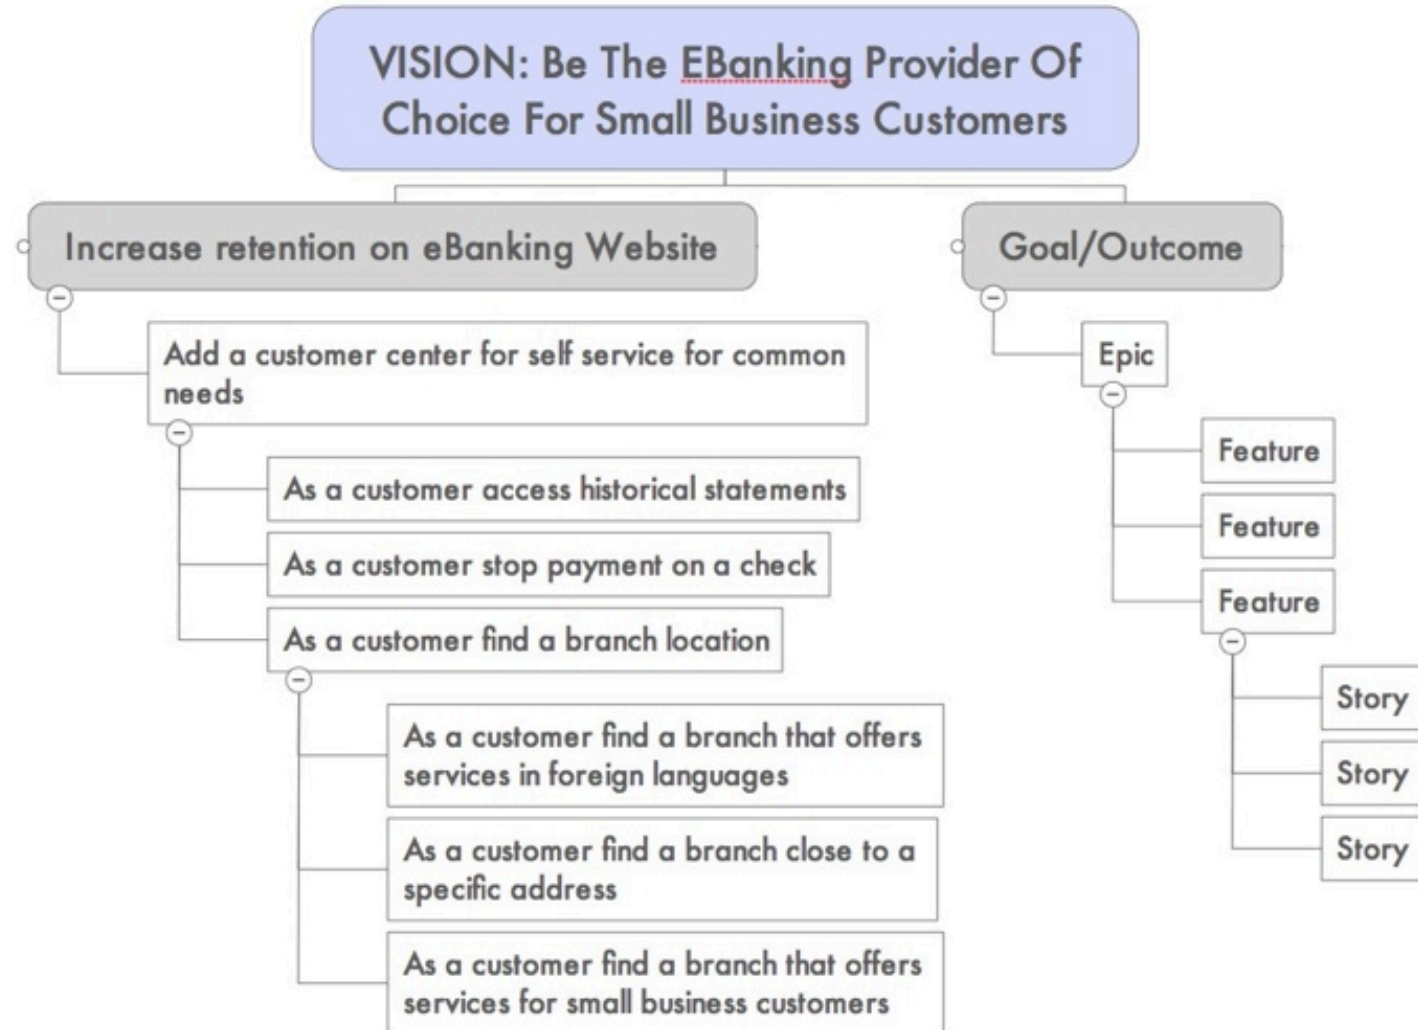 VISION: Be The EBanking Provider Of
Choice For Small Business Customers
Increase retention on eBanking Website
Goal/Outcome
Add a customer center for self service for common
needs
Epic
As a customer access historical statements
As a customer stop payment on a check
As a customer find a branch location
Feature
Feature
Feature
As a customer find a branch that offers
services in foreign languages
As a customer find a branch close to a
specific address
As a customer find a branch that offers
services for small business customers
Story
Story
Story